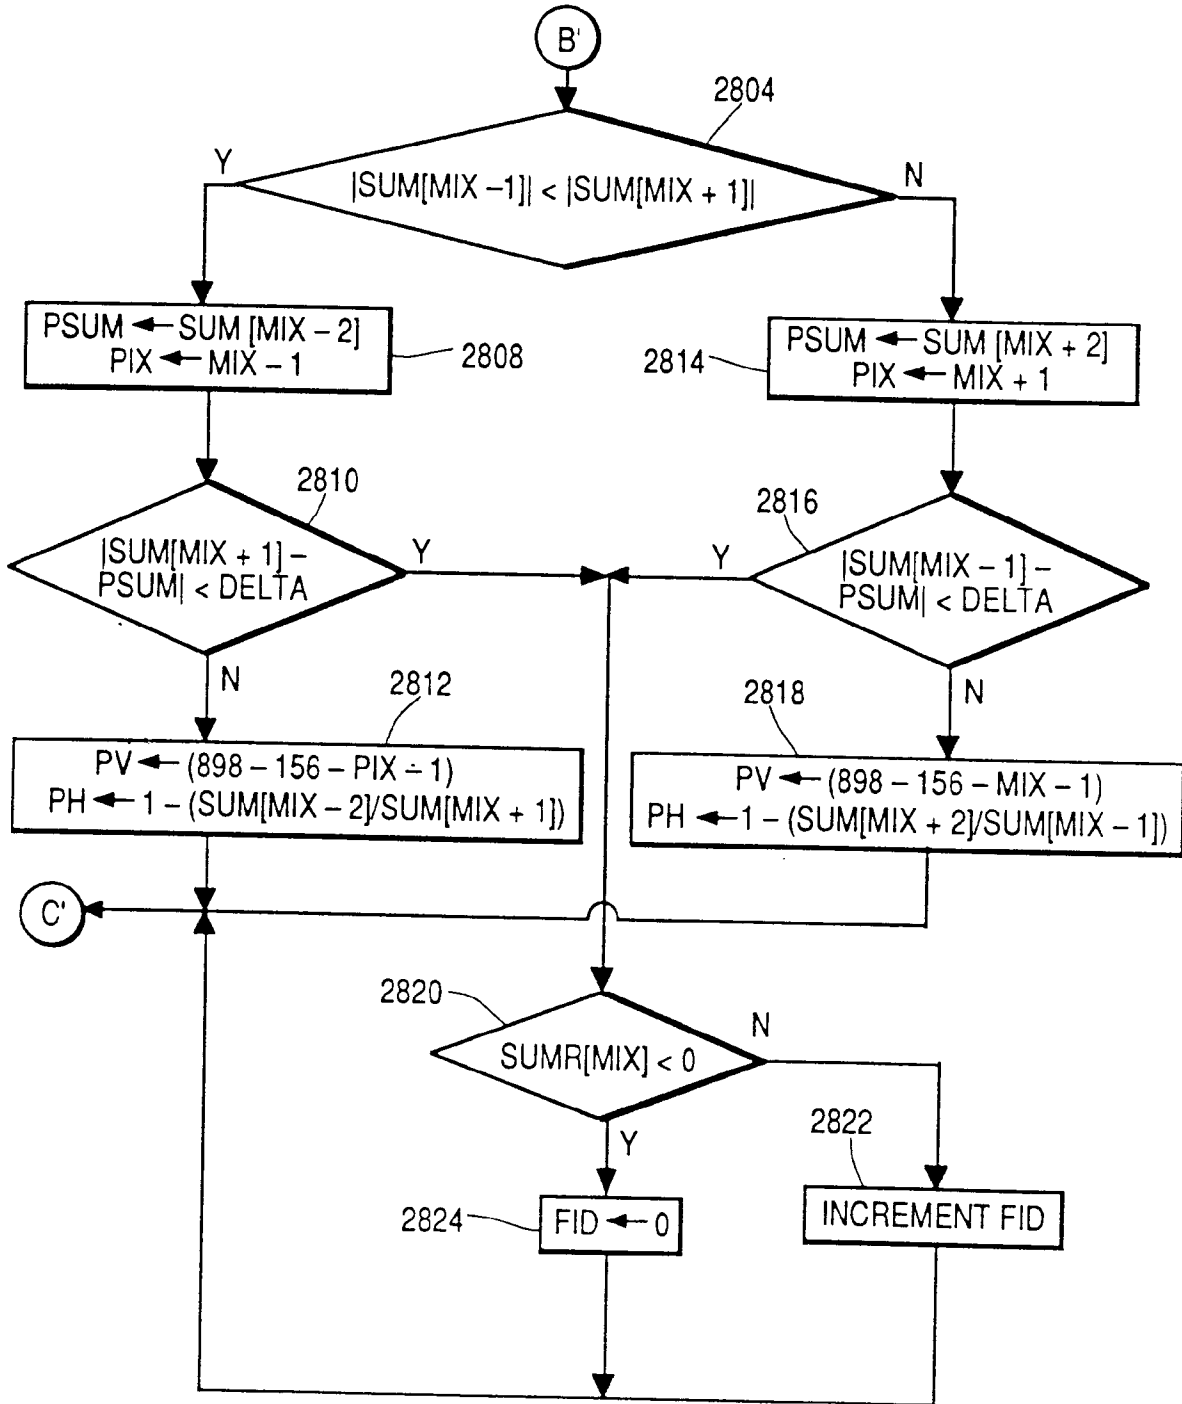 B'
2804
Y
N
|SUM[MIX –1]| < |SUM[MIX + 1]|
PSUM ← SUM [MIX – 2]
PIX ← MIX – 1
2808
2814
PSUM ← SUM [MIX + 2]
PIX ← MIX + 1
2810
|SUM[MIX + 1] –
PSUM| < DELTA
Y
N
2816
Y
|SUM[MIX – 1] –
PSUM| < DELTA
N
2812
PV ← (898 – 156 – PIX – 1)
PH ← 1 – (SUM[MIX – 2]/SUM[MIX + 1])
2818
PV ← (898 – 156 – MIX – 1)
PH ← 1 – (SUM[MIX + 2]/SUM[MIX – 1])
C'
2820
N
SUMR[MIX] < 0
Y
2822
2824
FID ← 0
INCREMENT FID